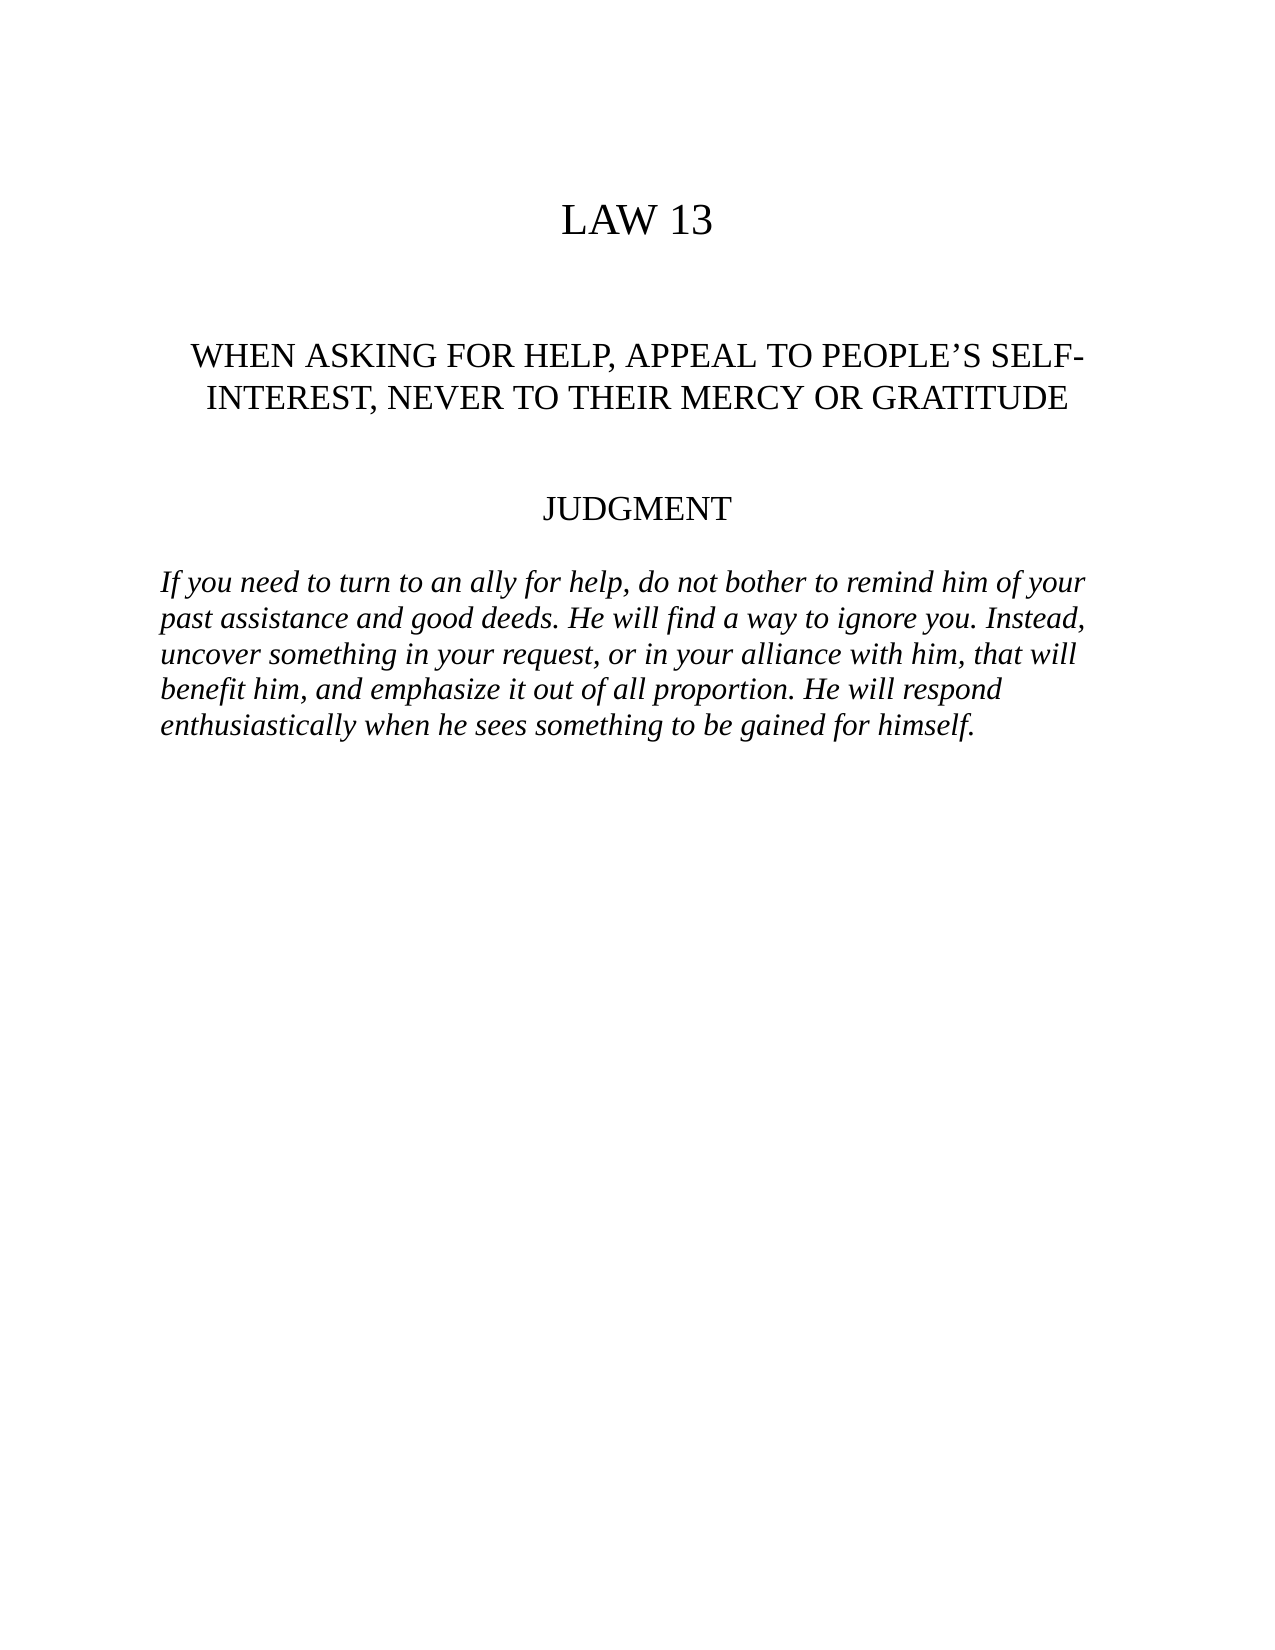 LAW 13
WHEN ASKING FOR HELP, APPEAL TO PEOPLE’S SELF-
INTEREST, NEVER TO THEIR MERCY OR GRATITUDE
JUDGMENT
If you need to turn to an ally for help, do not bother to remind him of your
past assistance and good deeds. He will find a way to ignore you. Instead,
uncover something in your request, or in your alliance with him, that will
benefit him, and emphasize it out of all proportion. He will respond
enthusiastically when he sees something to be gained for himself.